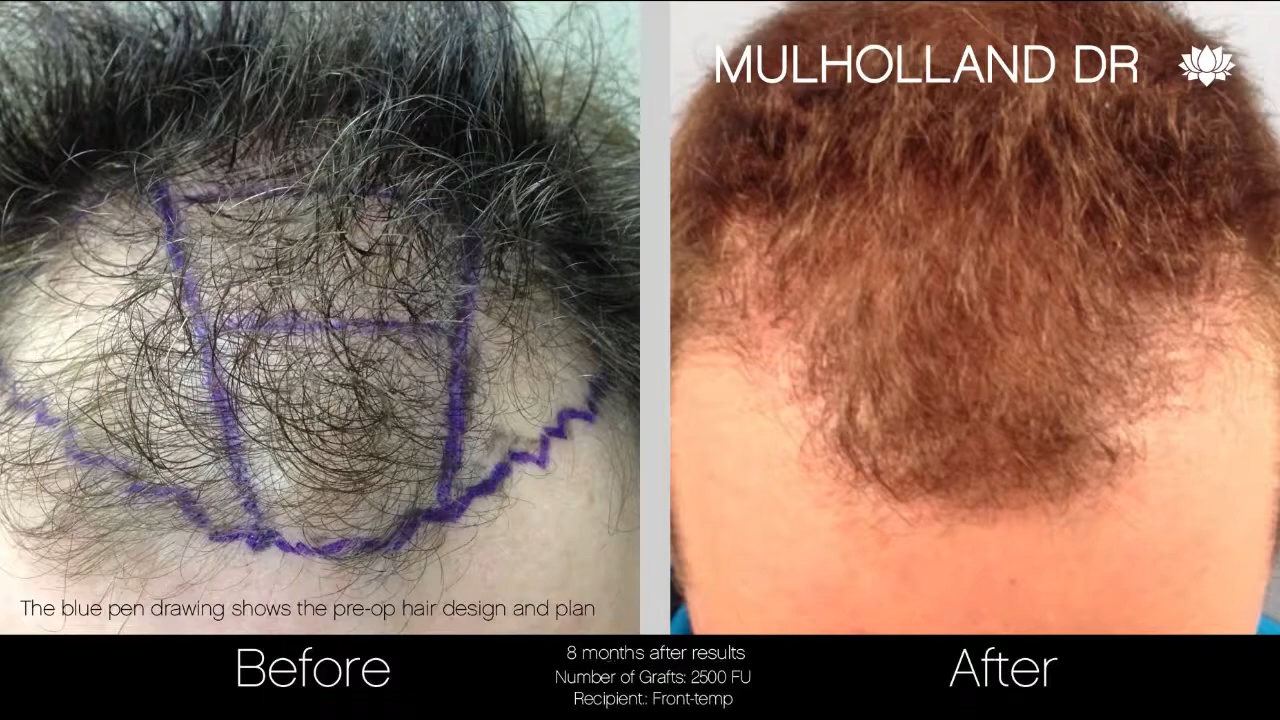 MULHOLLAND DR
The blue pen drawing shows the pre-op hair design and plan
Before
8 months after results
Number of Grafts: 2500 FU
Recipient.: Front-temp
After